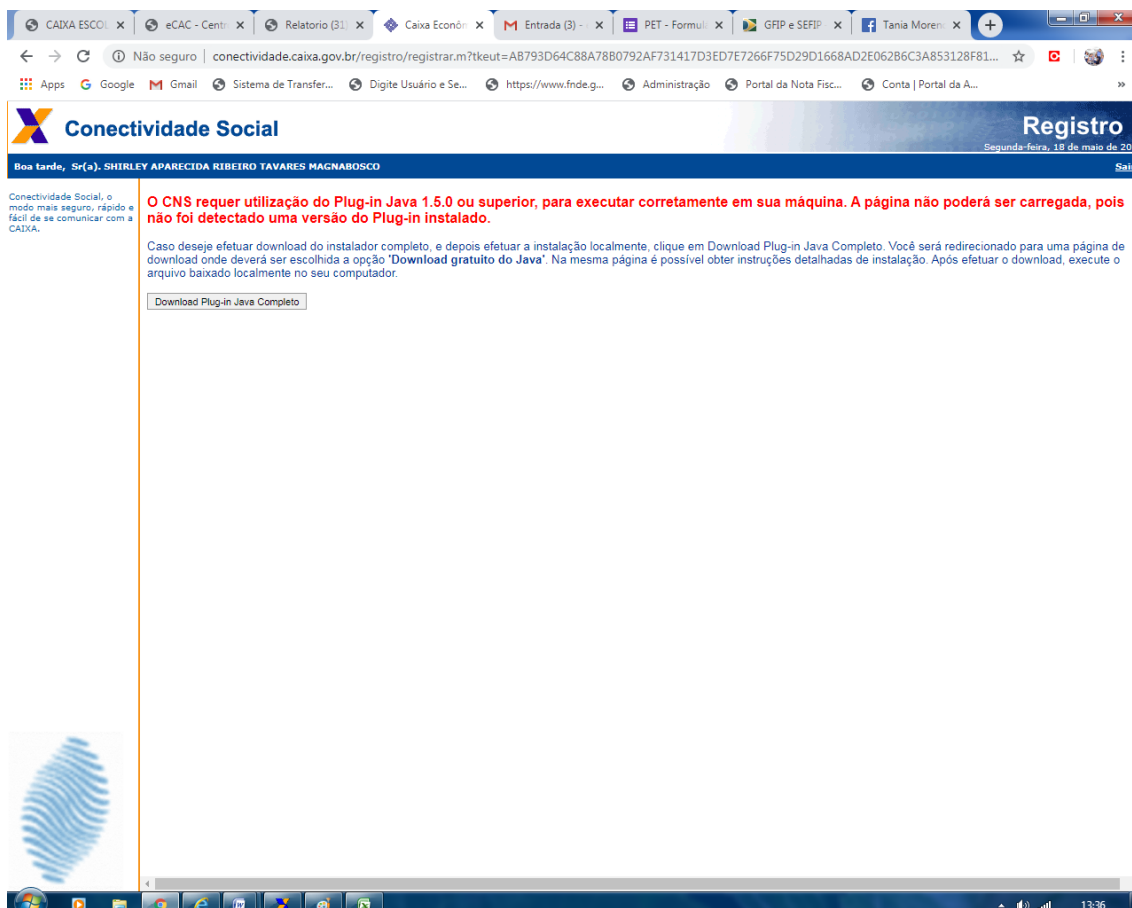 CAIXA ESCOL
eCAC - Centr
Relatorio (31)
Caixa Econôm
Entrada (3) -
PET - Formulá
GFIP e SEFIP
Tania Moren
Não seguro | conectividade.caixa.gov.br/registro/registrar.m?tkeut=AB793D64C88A78B0792AF731417D3ED7E7266F75D29D1668AD2E062B6C3A853128F81...
Apps Google Gmail Sistema de Transfer... Digite Usuário e Se... https://www.fnde.g... Administração Portal da Nota Fisc... Conta | Portal da A... »
Conectividade Social
Registro
Segunda-feira, 18 de maio de 20
Boa tarde, Sr(a). SHIRLEY APARECIDA RIBEIRO TAVARES MAGNABOSCO
Sai
Conectividade Social, o
modo mais seguro, rápido e
fácil de se comunicar com a
CAIXA.
O CNS requer utilização do Plug-in Java 1.5.0 ou superior, para executar corretamente em sua máquina. A página não poderá ser carregada, pois
não foi detectado uma versão do Plug-in instalado.
Caso deseje efetuar download do instalador completo, e depois efetuar a instalação localmente, clique em Download Plug-in Java Completo. Você será redirecionado para uma página de
download onde deverá ser escolhida a opção 'Download gratuito do Java'. Na mesma página é possível obter instruções detalhadas de instalação. Após efetuar o download, execute o
arquivo baixado localmente no seu computador.
Download Plug-in Java Completo
13:36